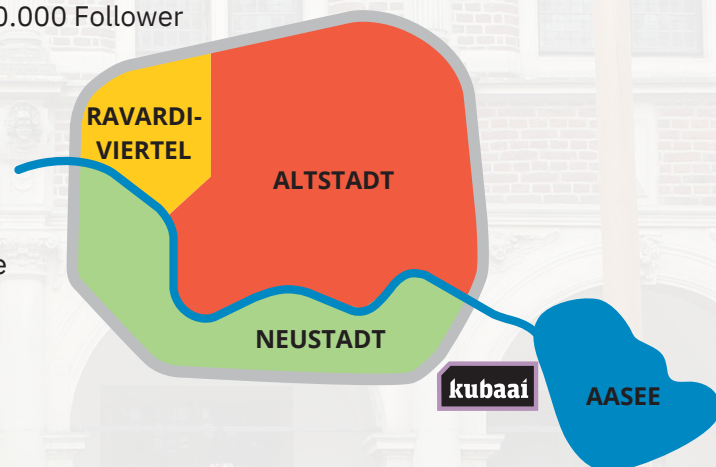 0.000 Follower
RAVARDI-
VIERTEL
ALTSTADT
e
NEUSTADT
kubaai
AASEE